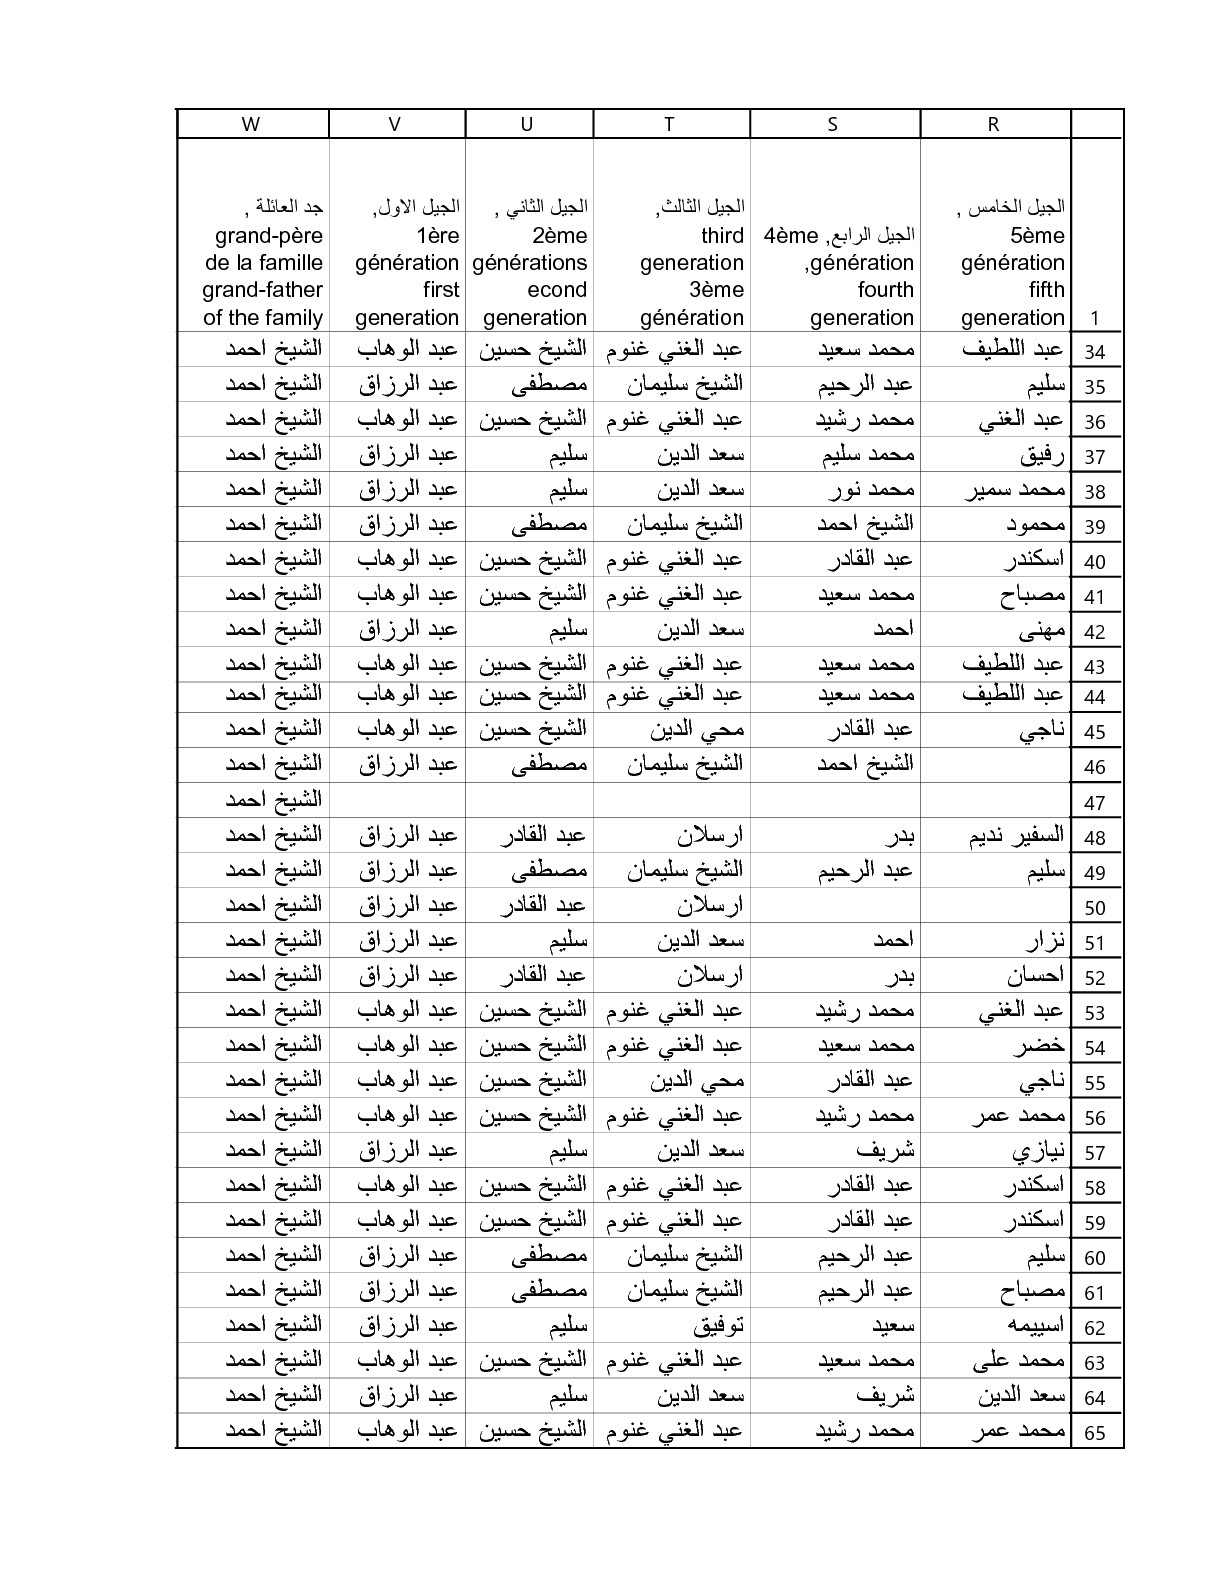 R S T U V W
الجيل الخامس , 5ème génération fifth generation
الجيل الرابع, 4ème génération, fourth generation
الجيل الثالث, third generation 3ème génération
الجيل الثاني , 2ème générations econd generation
الجيل الاول, 1ère génération first generation
جد العائلة , grand-père de la famille grand-father of the family
1
34 عبد اللطيف محمد سعيد عبد الغني غنوم الشيخ حسين عبد الوهاب الشيخ احمد
35 سليم عبد الرحيم الشيخ سليمان مصطفى عبد الرزاق الشيخ احمد
36 عبد الغني محمد رشيد عبد الغني غنوم الشيخ حسين عبد الوهاب الشيخ احمد
37 رفيق محمد سليم سعد الدين سليم عبد الرزاق الشيخ احمد
38 محمد سمير محمد نور سعد الدين سليم عبد الرزاق الشيخ احمد
39 محمود الشيخ احمد الشيخ سليمان مصطفى عبد الرزاق الشيخ احمد
40 اسكندر عبد القادر عبد الغني غنوم الشيخ حسين عبد الوهاب الشيخ احمد
41 مصباح محمد سعيد عبد الغني غنوم الشيخ حسين عبد الوهاب الشيخ احمد
42 مهنى احمد سعد الدين سليم عبد الرزاق الشيخ احمد
43 عبد اللطيف محمد سعيد عبد الغني غنوم الشيخ حسين عبد الوهاب الشيخ احمد
44 عبد اللطيف محمد سعيد عبد الغني غنوم الشيخ حسين عبد الوهاب الشيخ احمد
45 ناجي عبد القادر محي الدين الشيخ حسين عبد الوهاب الشيخ احمد
46 الشيخ احمد الشيخ سليمان مصطفى عبد الرزاق الشيخ احمد
47 الشيخ احمد
48 السفير نديم بدر ارسلان عبد القادر عبد الرزاق الشيخ احمد
49 سليم عبد الرحيم الشيخ سليمان مصطفى عبد الرزاق الشيخ احمد
50 ارسلان عبد القادر عبد الرزاق الشيخ احمد
51 نزار احمد سعد الدين سليم عبد الرزاق الشيخ احمد
52 احسان بدر ارسلان عبد القادر عبد الرزاق الشيخ احمد
53 عبد الغني محمد رشيد عبد الغني غنوم الشيخ حسين عبد الوهاب الشيخ احمد
54 خضر محمد سعيد عبد الغني غنوم الشيخ حسين عبد الوهاب الشيخ احمد
55 ناجي عبد القادر محي الدين الشيخ حسين عبد الوهاب الشيخ احمد
56 محمد عمر محمد رشيد عبد الغني غنوم الشيخ حسين عبد الوهاب الشيخ احمد
57 نيازي شريف سعد الدين سليم عبد الرزاق الشيخ احمد
58 اسكندر عبد القادر عبد الغني غنوم الشيخ حسين عبد الوهاب الشيخ احمد
59 اسكندر عبد القادر عبد الغني غنوم الشيخ حسين عبد الوهاب الشيخ احمد
60 سليم عبد الرحيم الشيخ سليمان مصطفى عبد الرزاق الشيخ احمد
61 مصباح عبد الرحيم الشيخ سليمان مصطفى عبد الرزاق الشيخ احمد
62 اسييمه سعيد توفيق سليم عبد الرزاق الشيخ احمد
63 محمد على محمد سعيد عبد الغني غنوم الشيخ حسين عبد الوهاب الشيخ احمد
64 سعد الدين شريف سعد الدين سليم عبد الرزاق الشيخ احمد
65 محمد عمر محمد رشيد عبد الغني غنوم الشيخ حسين عبد الوهاب الشيخ احمد